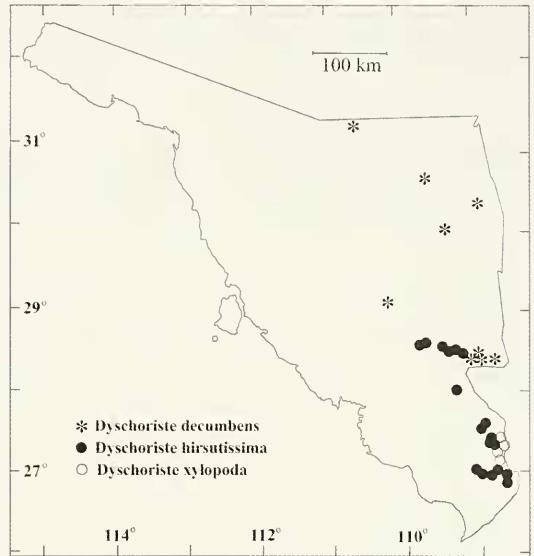 100 km
31°
29°
✻ Dyschoriste decumbens
● Dyschoriste hirsutissima
○ Dyschoriste xylopoda
27°
114° 112° 110°